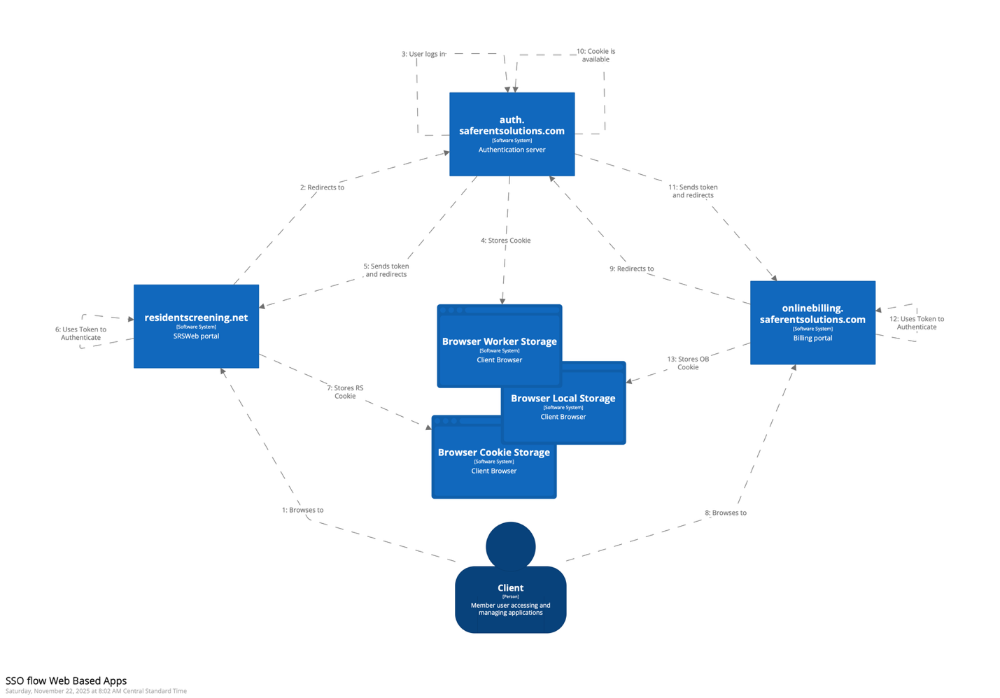 3: User logs in
10: Cookie is
available
auth.
saferentsolutions.com
[Software System]
Authentication server
2: Redirects to
11: Sends token
and redirects
4: Stores Cookie
5: Sends token
and redirects
9: Redirects to
residentscreening.net
[Software System]
SRSWeb portal
6: Uses Token to
Authenticate
onlinebilling.
saferentsolutions.com
[Software System]
Billing portal
12: Uses Token to
Authenticate
Browser Worker Storage
[Software System]
Client Browser
13: Stores OB
Cookie
7: Stores RS
Cookie
Browser Local Storage
[Software System]
Client Browser
Browser Cookie Storage
[Software System]
Client Browser
1: Browses to
8: Browses to
Client
[Person]
Member user accessing and
managing applications
SSO flow Web Based Apps
Saturday, November 22, 2025 at 8:02 AM Central Standard Time